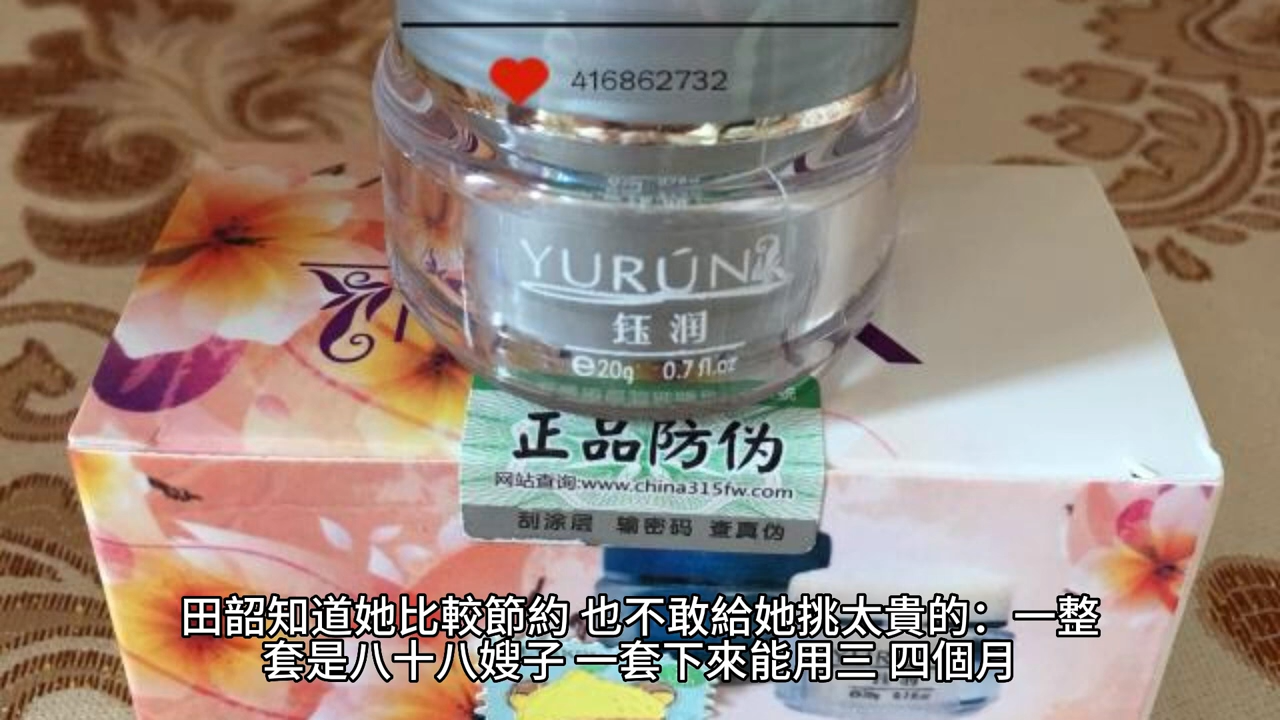 416862732
YURÚN
钰润
e20g 0.7 fl.oz
正品防伪
网站查询:www.china315fw.com
刮涂层 输密码 查真伪
田韶知道她比較節約 也不敢給她挑太貴的：一整
套是八十八嫂子 一套下來能用三 四個月